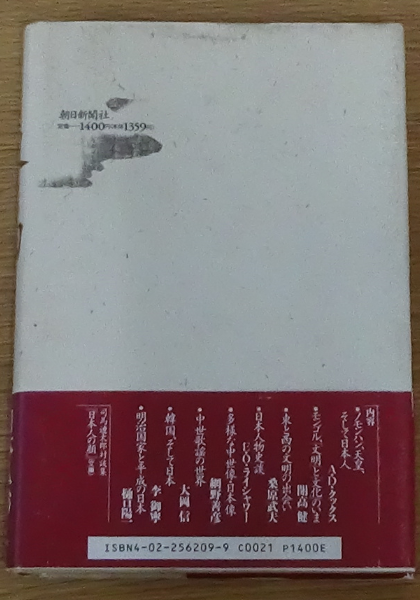 朝日新聞社
定価1400円(本体1359円)
内容
・ノモンハン、天皇、
そして日本人
A・D・クックス
・モンゴル、「文明」と文化のいま
開高 健
・東と西の文明の出会い
桑原武夫
・日本人物史談
E・O・ライシャワー
・多様な中世像・日本像
網野善彦
・中世歌謡の世界
大岡 信
・韓国、そして日本
李 御寧
・明治国家と平成の日本
樋口陽一
司馬遼太郎対談集
『日本人の顔』
ISBN4-02-256209-9 C0021 P1400E